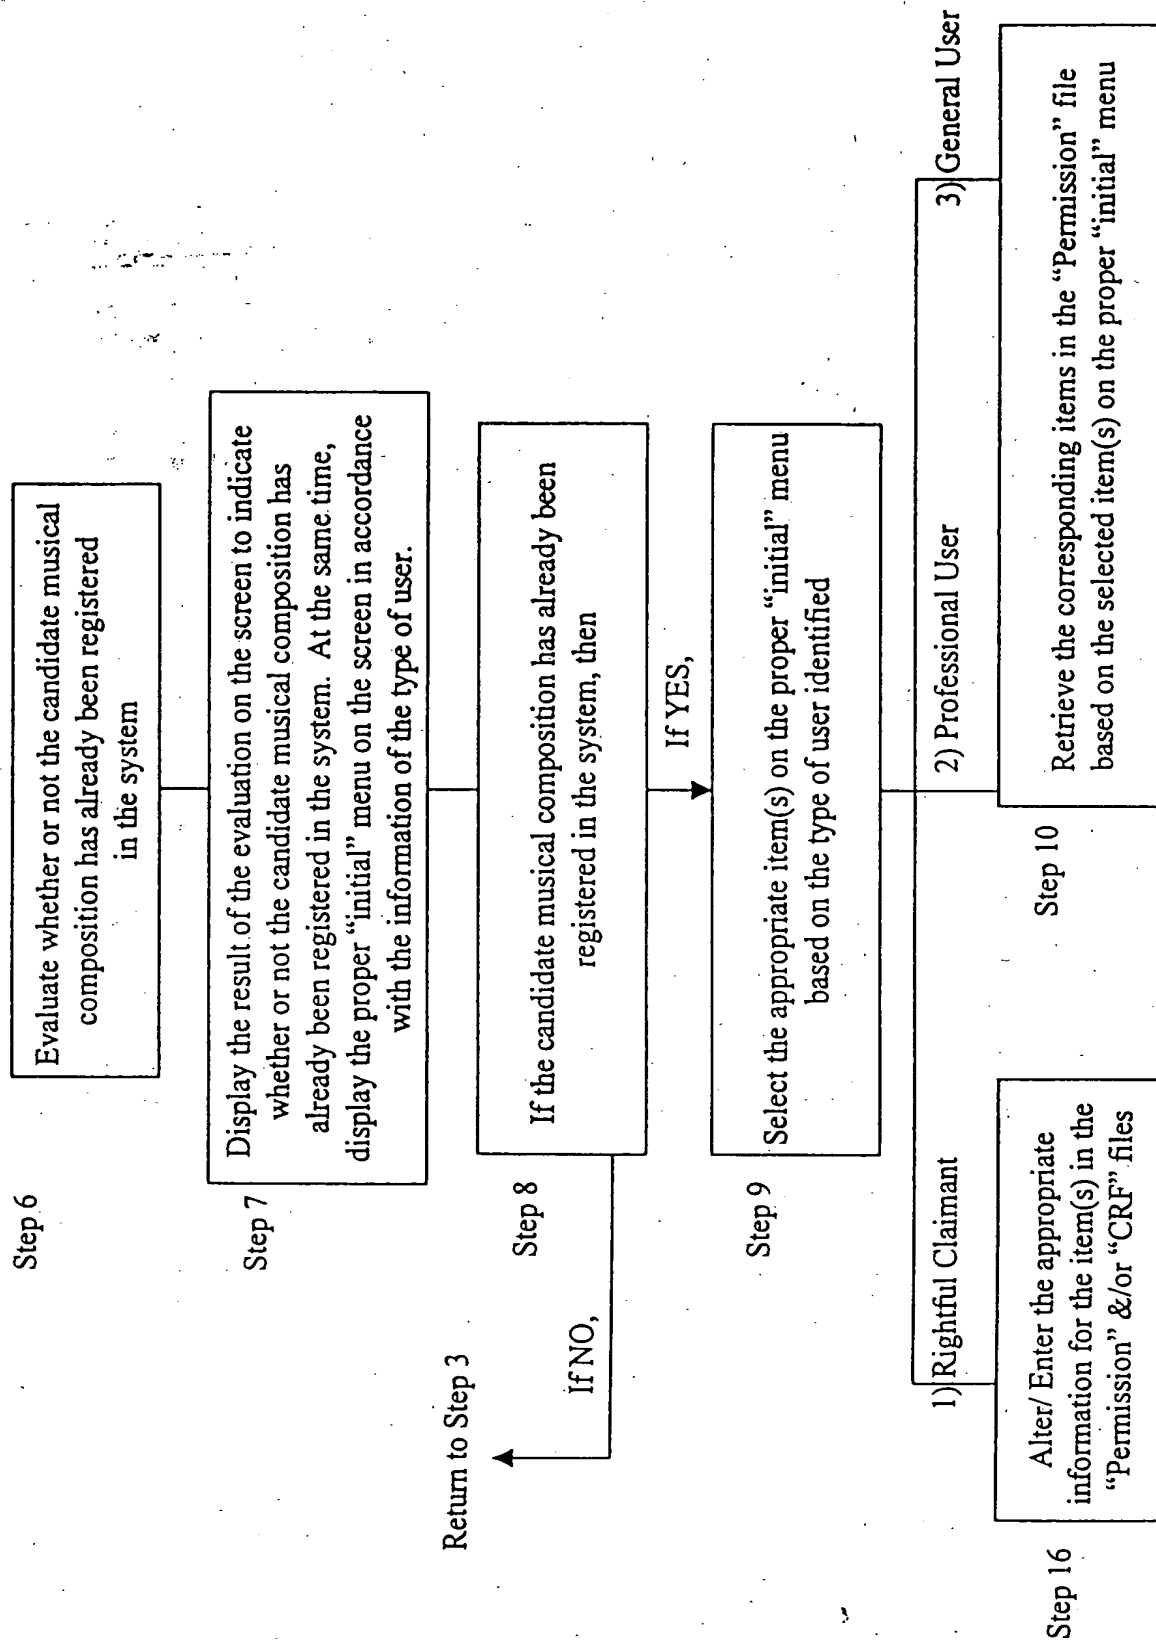 Step 6
Evaluate whether or not the candidate musical
composition has already been registered
in the system
Step 7
Display the result of the evaluation on the screen to indicate
whether or not the candidate musical composition has
already been registered in the system. At the same time,
display the proper “initial” menu on the screen in accordance
with the information of the type of user.
Step 8
If the candidate musical composition has already been
registered in the system, then
Return to Step 3
If NO,
If YES,
Step 9
Select the appropriate item(s) on the proper “initial” menu
based on the type of user identified
1) Rightful Claimant
2) Professional User
3) General User
Step 16
Alter/ Enter the appropriate
information for the item(s) in the
“Permission” &/or “CRF” files
Step 10
Retrieve the corresponding items in the “Permission” file
based on the selected item(s) on the proper “initial” menu